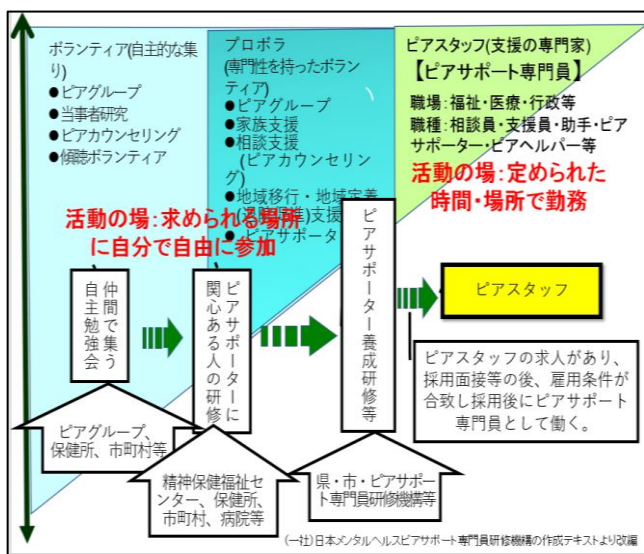 ボランティア(自主的な集
り)
●ピアグループ
●当事者研究
●ピアカウンセリング
●傾聴ボランティア
プロボラ
(専門性を持ったボラン
ティア)
●ピアグループ
●家族支援
●相談支援
(ピアカウンセリン
グ)
●地域移行・地域定着
支援
●ピアサポータ
ピアスタッフ(支援の専門家)
【ピアサポート専門員】
職場:福祉・医療・行政等
職種:相談員・支援員・助手・ピア
サポーター・ピアヘルパー等
活動の場:定められた
時間・場所で勤務
活動の場:求められる場所
に自分で自由に参加
仲間で集う
自主勉強会
ピアサポーターに
関心ある人の研修
ピアサポーター養成研修等
ピアスタッフ
ピアスタッフの求人があり、
採用面接等の後、雇用条件が
合致し採用後にピアサポート
専門員として働く。
ピアグループ、
保健所、市町村等
精神保健福祉セ
ンター、保健所、
市町村、病院等
県・市・ピアサポー
ト専門員研修機構等
(一社)日本メンタルヘルスピアサポート専門員研修機構の作成テキストより改編